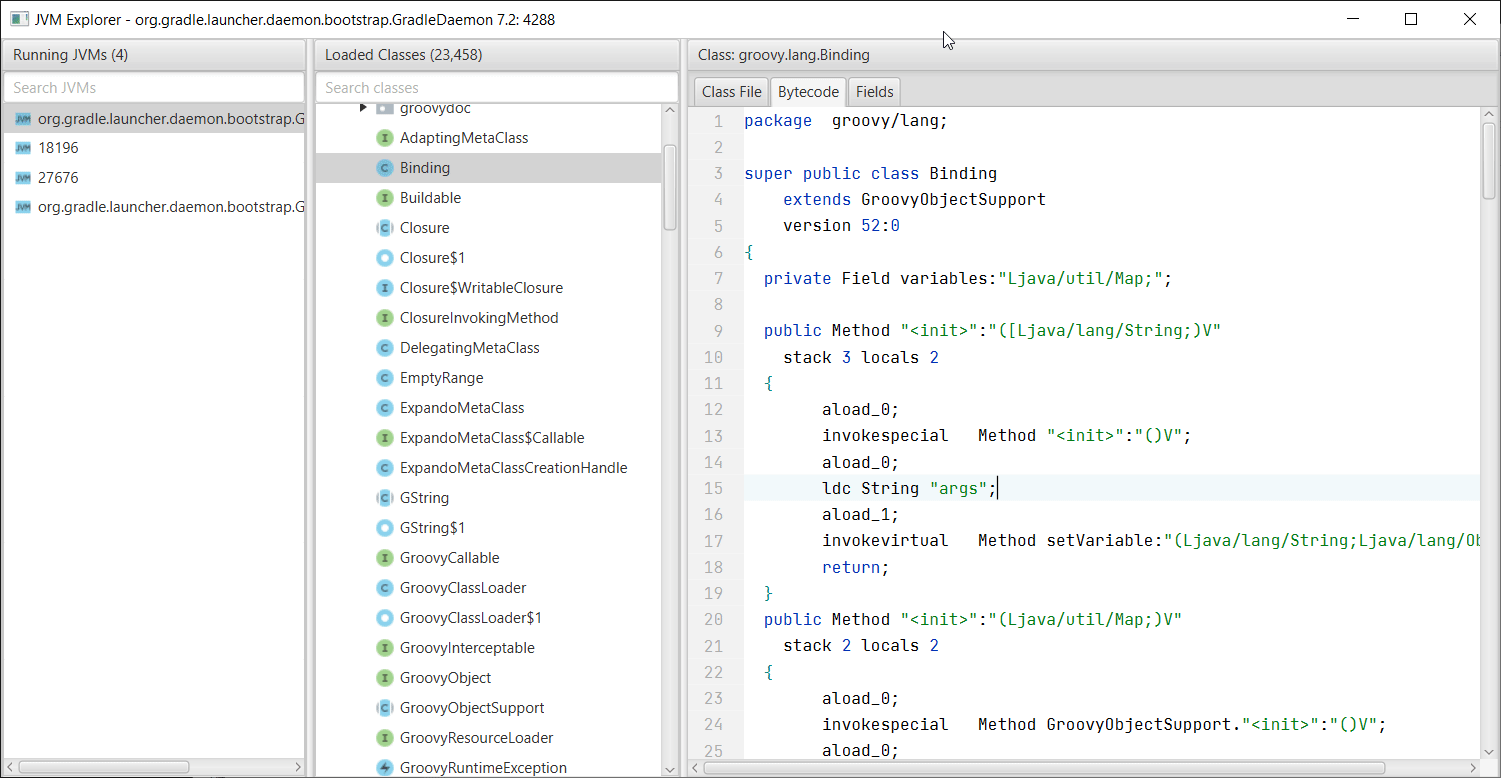 JVM Explorer - org.gradle.launcher.daemon.bootstrap.GradleDaemon 7.2: 4288
Running JVMs (4)
Search JVMs
JVM org.gradle.launcher.daemon.bootstrap.G
JVM 18196
JVM 27676
JVM org.gradle.launcher.daemon.bootstrap.G
Loaded Classes (23,458)
Search classes
groovydoc
I AdaptingMetaClass
C Binding
I Buildable
C Closure
Closure$1
I Closure$WritableClosure
I ClosureInvokingMethod
C DelegatingMetaClass
C EmptyRange
C ExpandoMetaClass
I ExpandoMetaClass$Callable
C ExpandoMetaClassCreationHandle
C GString
GString$1
I GroovyCallable
C GroovyClassLoader
GroovyClassLoader$1
I GroovyInterceptable
I GroovyObject
C GroovyObjectSupport
I GroovyResourceLoader
GroovyRuntimeException
Class: groovy.lang.Binding
Class File Bytecode Fields
1 package  groovy/lang;
2
3 super public class Binding
4     extends GroovyObjectSupport
5     version 52:0
6 {
7   private Field variables:"Ljava/util/Map;";
8
9   public Method "<init>":"([Ljava/lang/String;)V"
10     stack 3 locals 2
11   {
12         aload_0;
13         invokespecial   Method "<init>":"()V";
14         aload_0;
15         ldc String "args";
16         aload_1;
17         invokevirtual   Method setVariable:"(Ljava/lang/String;Ljava/lang/Ob
18         return;
19   }
20   public Method "<init>":"(Ljava/util/Map;)V"
21     stack 2 locals 2
22   {
23         aload_0;
24         invokespecial   Method GroovyObjectSupport."<init>":"()V";
25         aload_0;